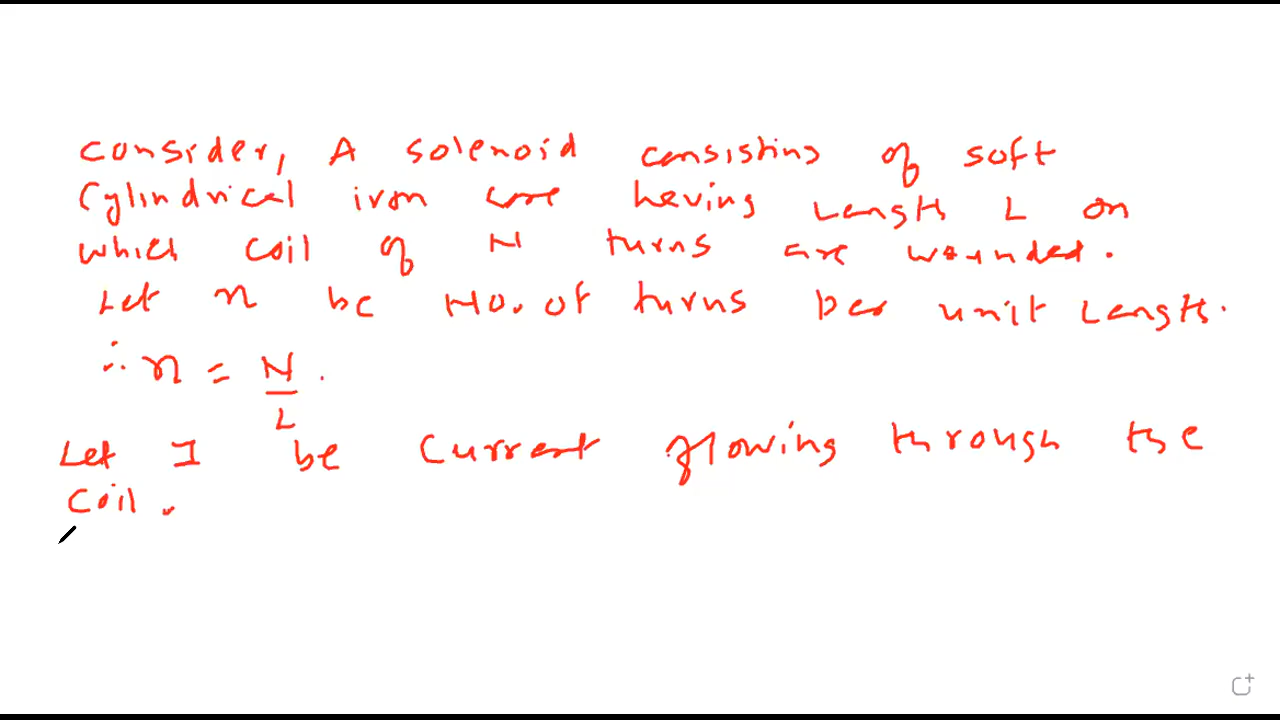 Consider, A solenoid consisting of soft
Cylindrical iron core having Length L on
which coil of N turns are wounded.
Let n be No. of turns per unit Length.
∴ n = N/L.
Let I be Current flowing through the
Coil.